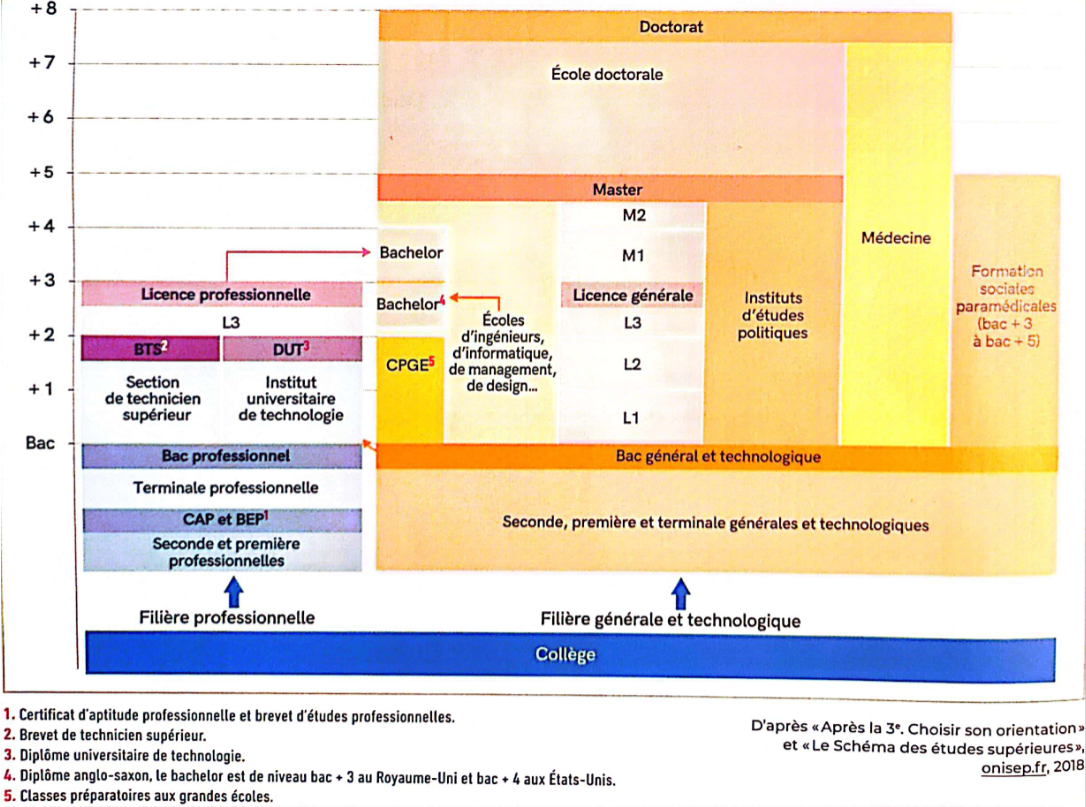 +8
Doctorat
+7
École doctorale
+6
+5
Master
M2
+4
Bachelor
M1
Médecine
+3
Licence professionnelle
Bachelor⁴
Licence générale
Instituts
d'études
politiques
Formation
sociales
paramédicales
(bac + 3
à bac + 5)
L3
Écoles
d'ingénieurs,
d'informatique,
de management,
de design...
L3
+2
BTS²
DUT³
CPGE⁵
L2
+1
Section
de technicien
supérieur
Institut
universitaire
de technologie
L1
Bac
Bac professionnel
Bac général et technologique
Terminale professionnelle
CAP et BEP¹
Seconde, première et terminale générales et technologiques
Seconde et première
professionnelles
Filière professionnelle
Filière générale et technologique
Collège
1. Certificat d'aptitude professionnelle et brevet d'études professionnelles.
2. Brevet de technicien supérieur.
3. Diplôme universitaire de technologie.
4. Diplôme anglo-saxon, le bachelor est de niveau bac + 3 au Royaume-Uni et bac + 4 aux États-Unis.
5. Classes préparatoires aux grandes écoles.
D'après «Après la 3ᵉ. Choisir son orientation»
et «Le Schéma des études supérieures»,
onisep.fr, 2018